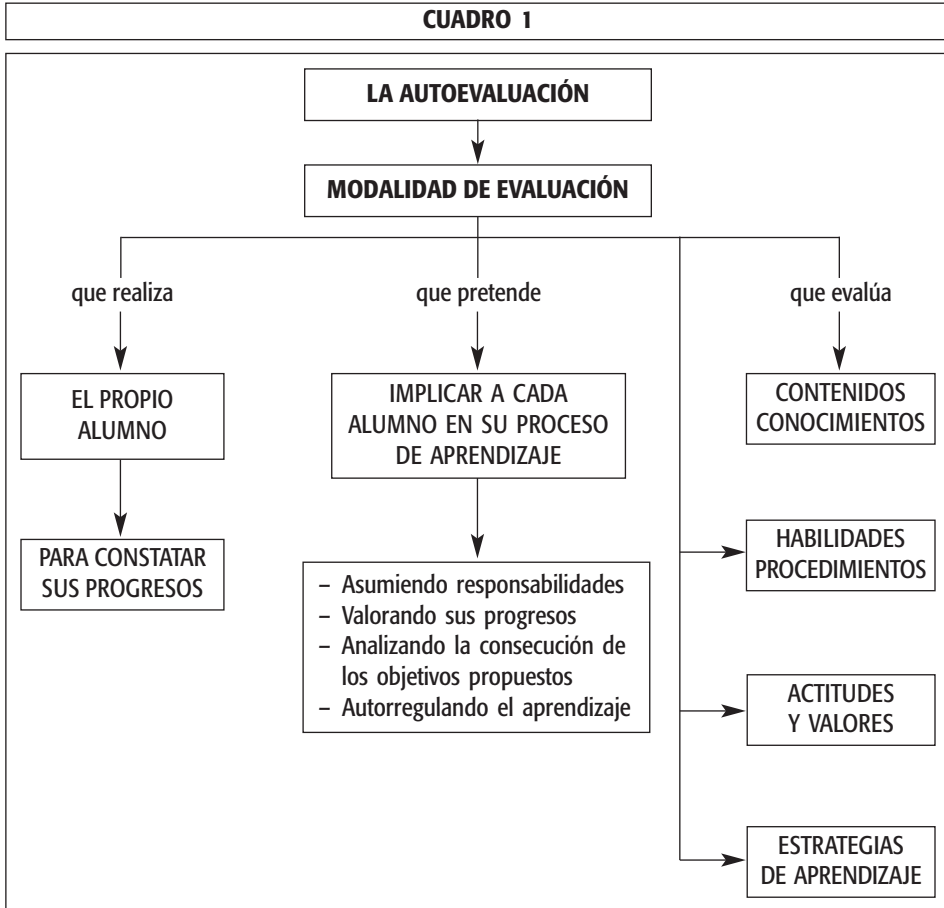 CUADRO 1
LA AUTOEVALUACIÓN
MODALIDAD DE EVALUACIÓN
que realiza
EL PROPIO
ALUMNO
PARA CONSTATAR
SUS PROGRESOS
que pretende
IMPLICAR A CADA
ALUMNO EN SU PROCESO
DE APRENDIZAJE
– Asumiendo responsabilidades
– Valorando sus progresos
– Analizando la consecución de
los objetivos propuestos
– Autorregulando el aprendizaje
que evalúa
CONTENIDOS
CONOCIMIENTOS
HABILIDADES
PROCEDIMIENTOS
ACTITUDES
Y VALORES
ESTRATEGIAS
DE APRENDIZAJE